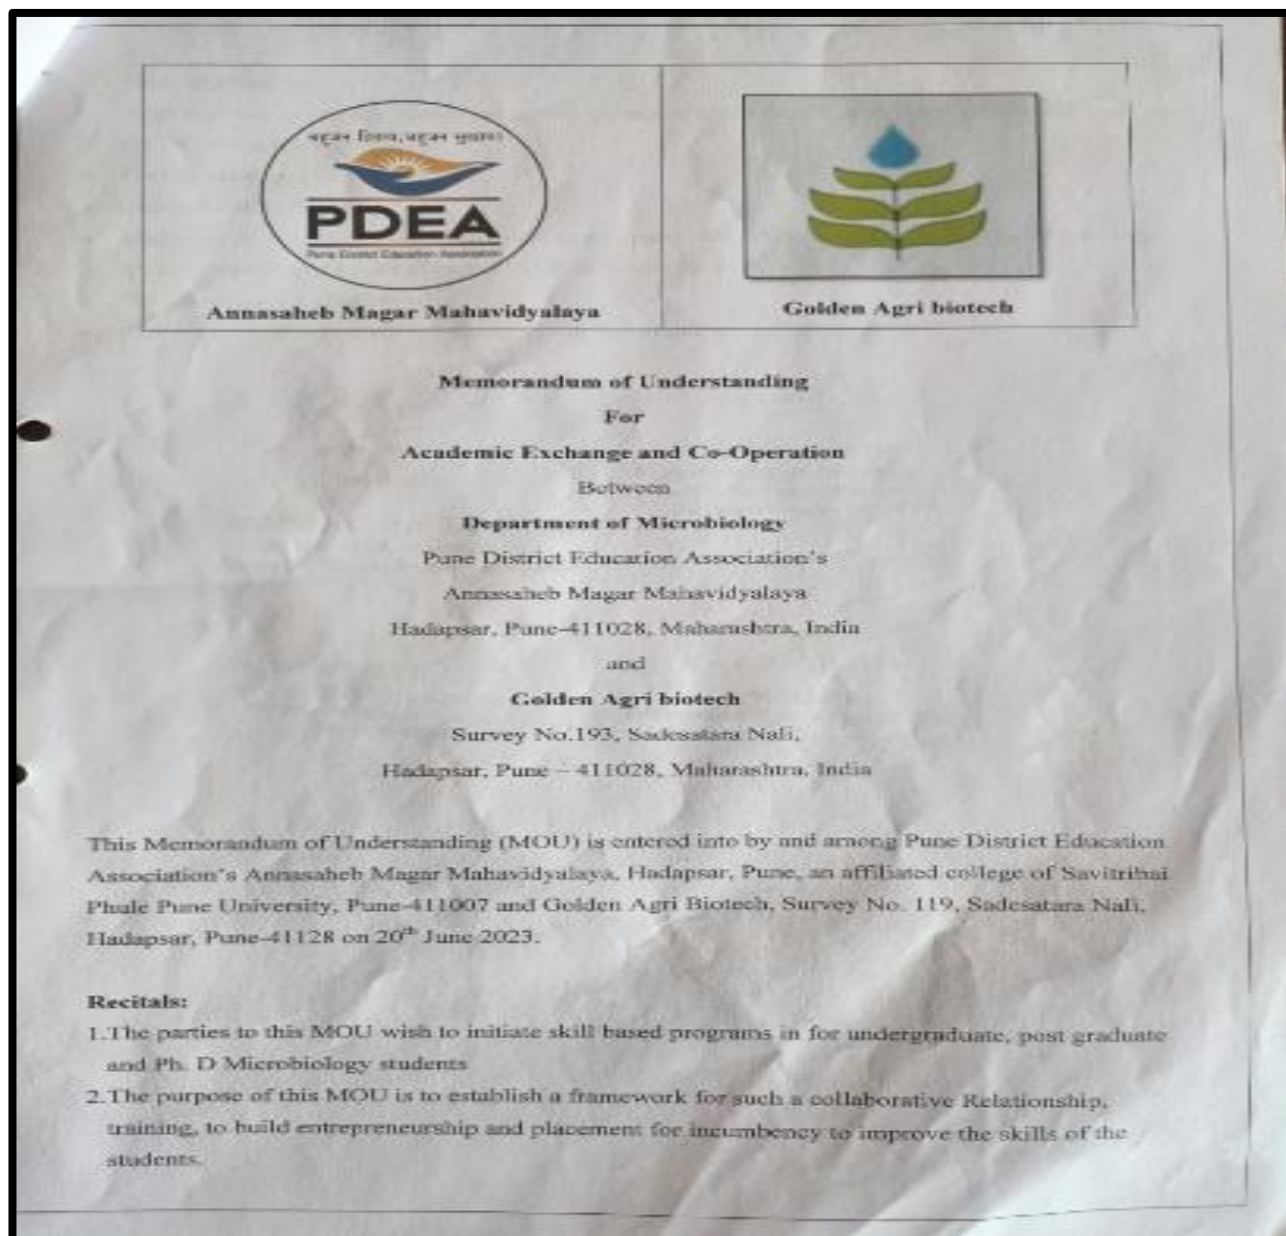 PDEA
Pune District Education Association
Annasaheb Magar Mahavidyalaya
Golden Agri biotech
Memorandum of Understanding
For
Academic Exchange and Co-Operation
Between
Department of Microbiology
Pune District Education Association's
Annasaheb Magar Mahavidyalaya
Hadapsar, Pune-411028, Maharashtra, India
and
Golden Agri biotech
Survey No.193, Sadesatara Nali,
Hadapsar, Pune – 411028, Maharashtra, India
This Memorandum of Understanding (MOU) is entered into by and among Pune District Education
Association's Annasaheb Magar Mahavidyalaya, Hadapsar, Pune, an affiliated college of Savitribai
Phule Pune University, Pune-411007 and Golden Agri Biotech, Survey No. 119, Sadesatara Nali,
Hadapsar, Pune-41128 on 20th June 2023.
Recitals:
1.The parties to this MOU wish to initiate skill based programs in for undergraduate, post graduate
and Ph. D Microbiology students
2.The purpose of this MOU is to establish a framework for such a collaborative Relationship,
training, to build entrepreneurship and placement for incumbency to improve the skills of the
students.